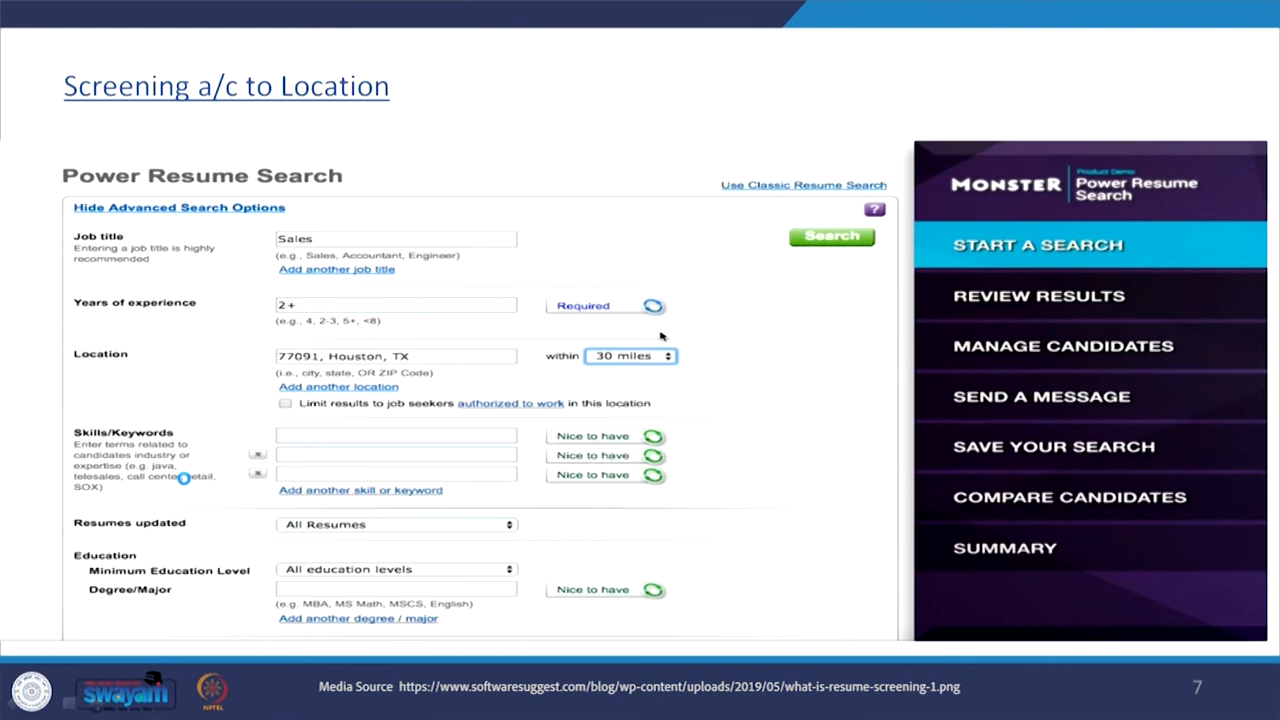 Screening a/c to Location
Power Resume Search
Use Classic Resume Search
Hide Advanced Search Options
?
Job title
Entering a job title is highly
recommended
Sales
Search
(e.g., Sales, Accountant, Engineer)
Add another job title
Years of experience
2+
Required
(e.g., 4, 2-3, 5+, <8)
Location
77091, Houston, TX
within
30 miles
(i.e., city, state, OR ZIP Code)
Add another location
Limit results to job seekers authorized to work in this location
Skills/Keywords
Enter terms related to
candidates industry or
expertise (e.g. java,
telesales, call center, retail,
SOX)
Nice to have
Nice to have
Nice to have
Add another skill or keyword
Resumes updated
All Resumes
Education
Minimum Education Level
All education levels
Degree/Major
Nice to have
(e.g. MBA, MS Math, MSCS, English)
Add another degree / major
MONSTER
Product Demo
Power Resume
Search
START A SEARCH
REVIEW RESULTS
MANAGE CANDIDATES
SEND A MESSAGE
SAVE YOUR SEARCH
COMPARE CANDIDATES
SUMMARY
swayam
NPTEL
Media Source https://www.softwaresuggest.com/blog/wp-content/uploads/2019/05/what-is-resume-screening-1.png
7